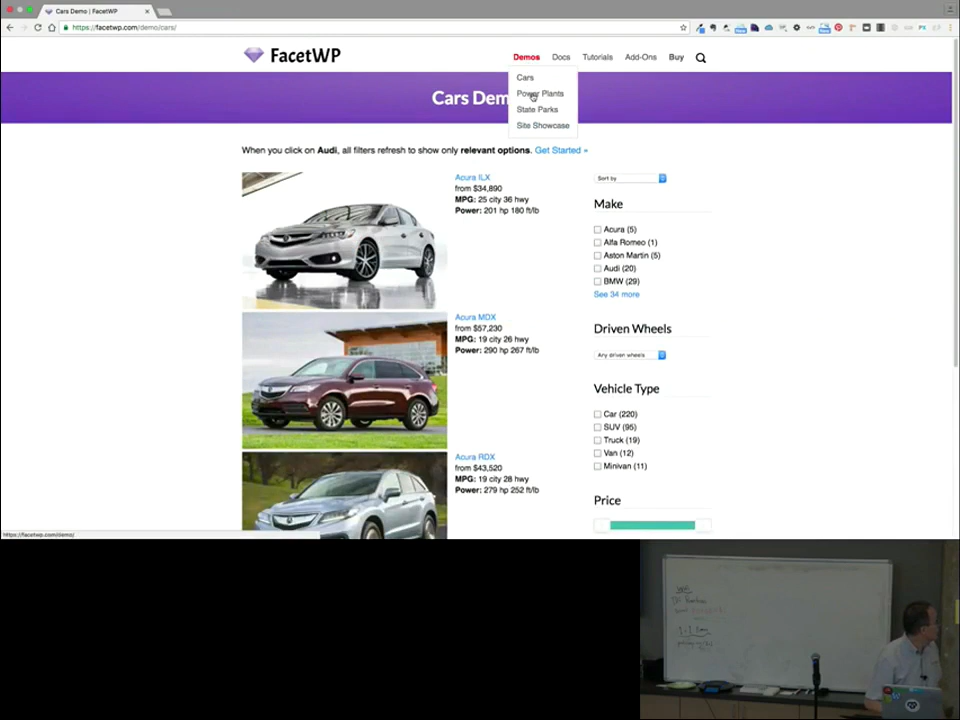 Cars Demo | FacetWP
https://facetwp.com/demo/cars/
FacetWP
Demos Docs Tutorials Add-Ons Buy
Cars
Power Plants
State Parks
Site Showcase
Cars Dem
When you click on Audi, all filters refresh to show only relevant options. Get Started »
Acura ILX
from $34,890
MPG: 25 city 36 hwy
Power: 201 hp 180 ft/lb
Acura MDX
from $57,230
MPG: 19 city 26 hwy
Power: 290 hp 267 ft/lb
Acura RDX
from $43,520
MPG: 19 city 28 hwy
Power: 279 hp 252 ft/lb
Sort by
Make
Acura (5)
Alfa Romeo (1)
Aston Martin (5)
Audi (20)
BMW (29)
See 34 more
Driven Wheels
Any driven wheels
Vehicle Type
Car (220)
SUV (95)
Truck (19)
Van (12)
Minivan (11)
Price
https://facetwp.com/demo/